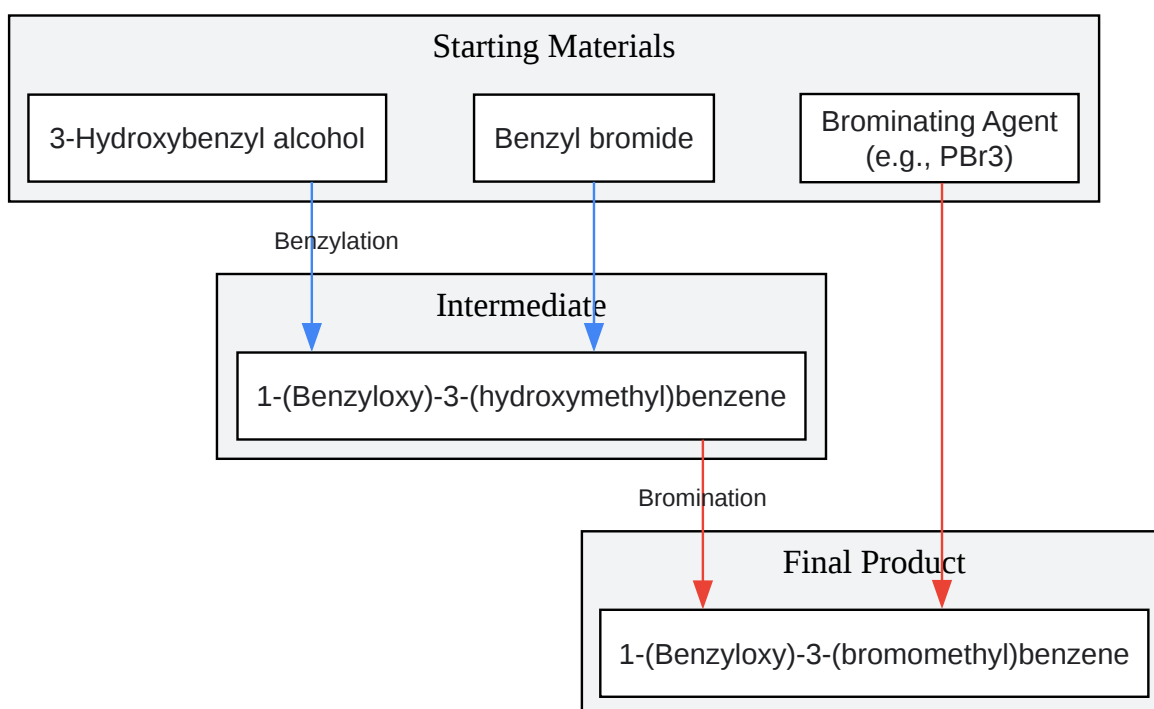 Starting Materials
3-Hydroxybenzyl alcohol
Benzyl bromide
Brominating Agent
(e.g., PBr3)
Benzylation
Intermediate
1-(Benzyloxy)-3-(hydroxymethyl)benzene
Bromination
Final Product
1-(Benzyloxy)-3-(bromomethyl)benzene